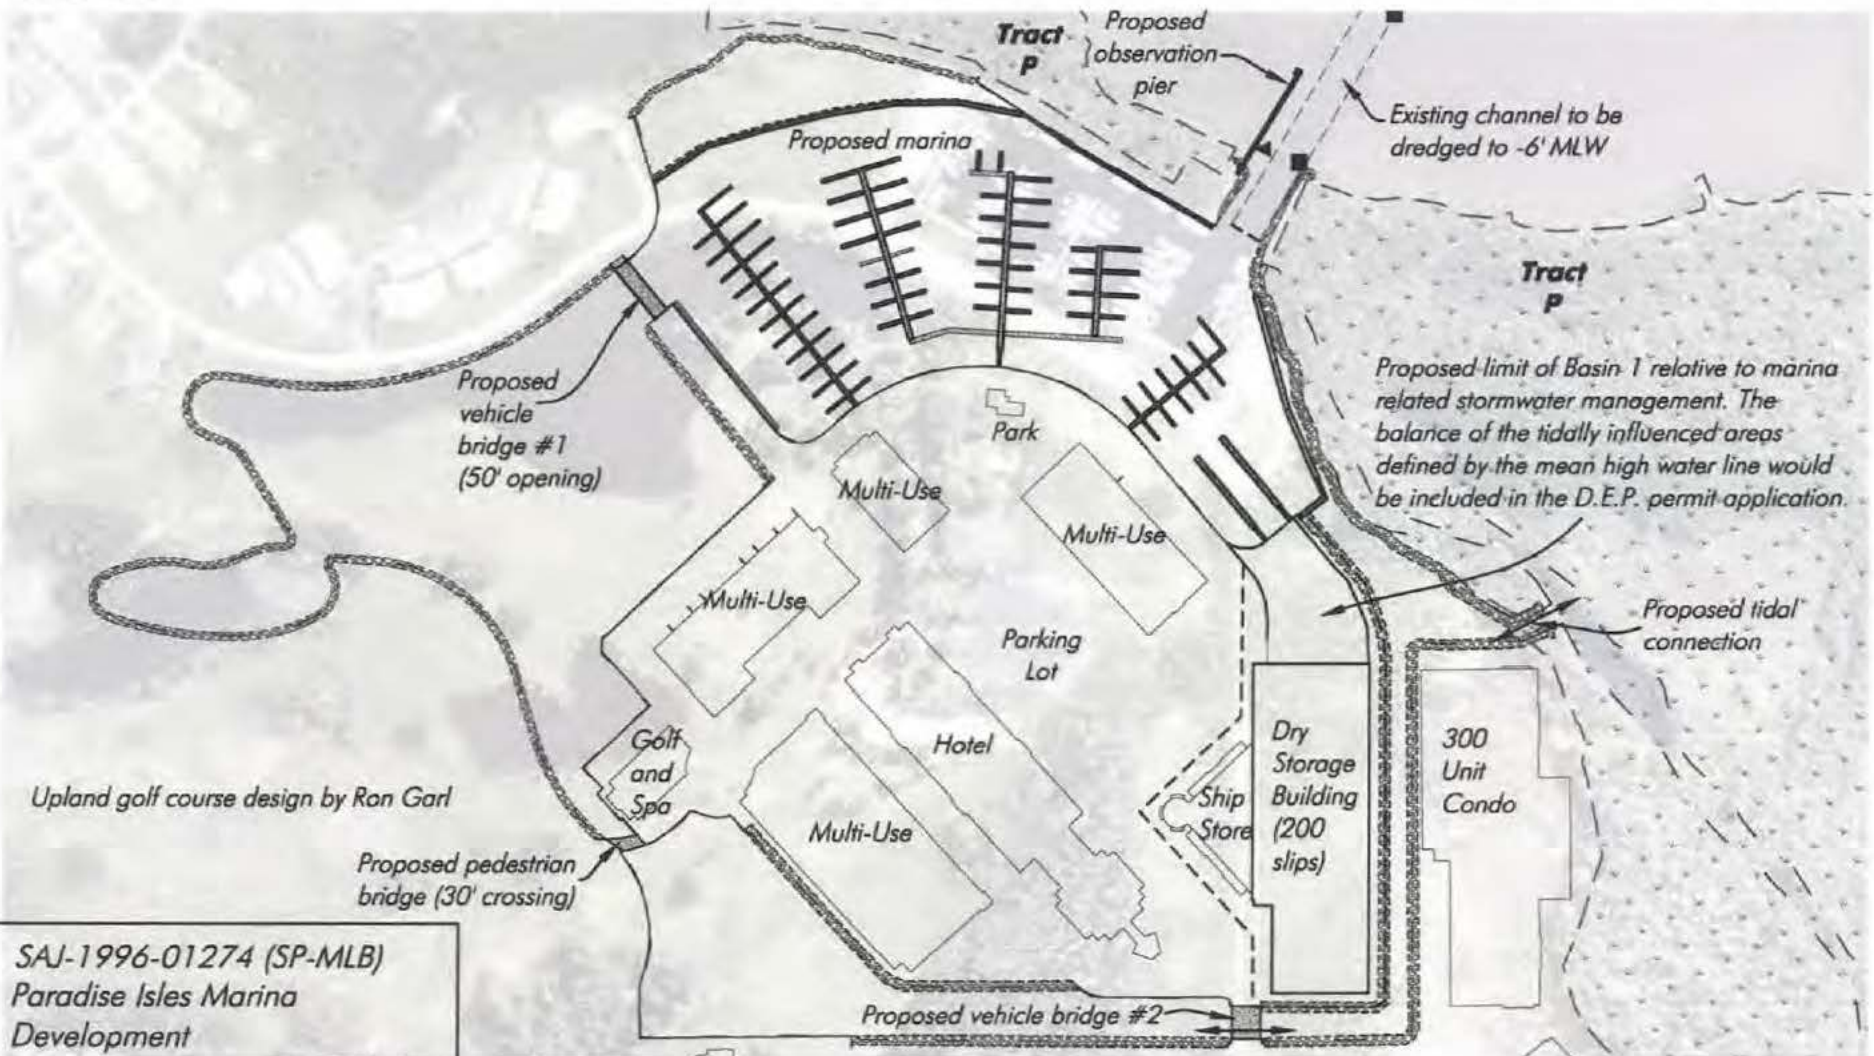 Tract
P
Proposed
observation
pier
Existing channel to be
dredged to -6' MLW
Proposed marina
Tract
P
Proposed
vehicle
bridge #1
(50' opening)
Park
Proposed limit of Basin 1 relative to marina
related stormwater management. The
balance of the tidally influenced areas
defined by the mean high water line would
be included in the D.E.P. permit application.
Multi-Use
Multi-Use
Multi-Use
Parking
Lot
Proposed tidal
connection
Golf
and
Spa
Hotel
Dry
Storage
Building
(200
slips)
300
Unit
Condo
Ship
Store
Upland golf course design by Ron Garl
Multi-Use
Proposed pedestrian
bridge (30' crossing)
SAJ-1996-01274 (SP-MLB)
Paradise Isles Marina
Development
Proposed vehicle bridge #2